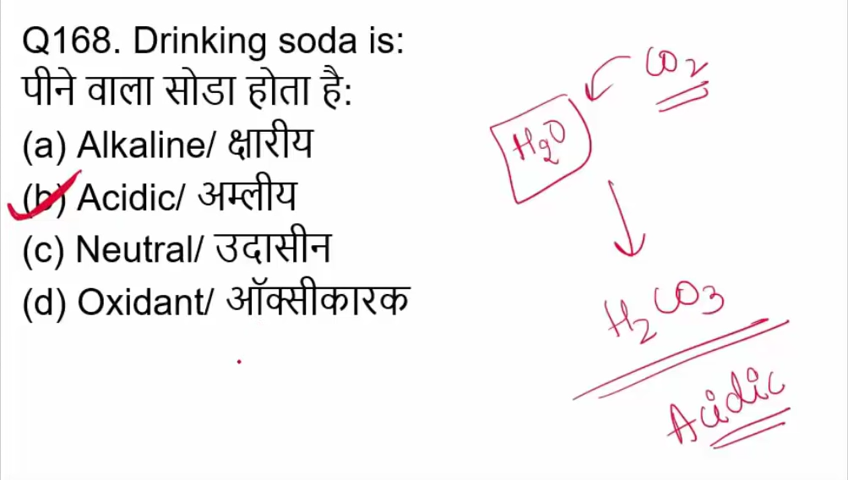 Q168. Drinking soda is:
पीने वाला सोडा होता है:
(a) Alkaline/ क्षारीय
(b) Acidic/ अम्लीय
(c) Neutral/ उदासीन
(d) Oxidant/ ऑक्सीकारक
CO2
H2O
H2CO3
Acidic